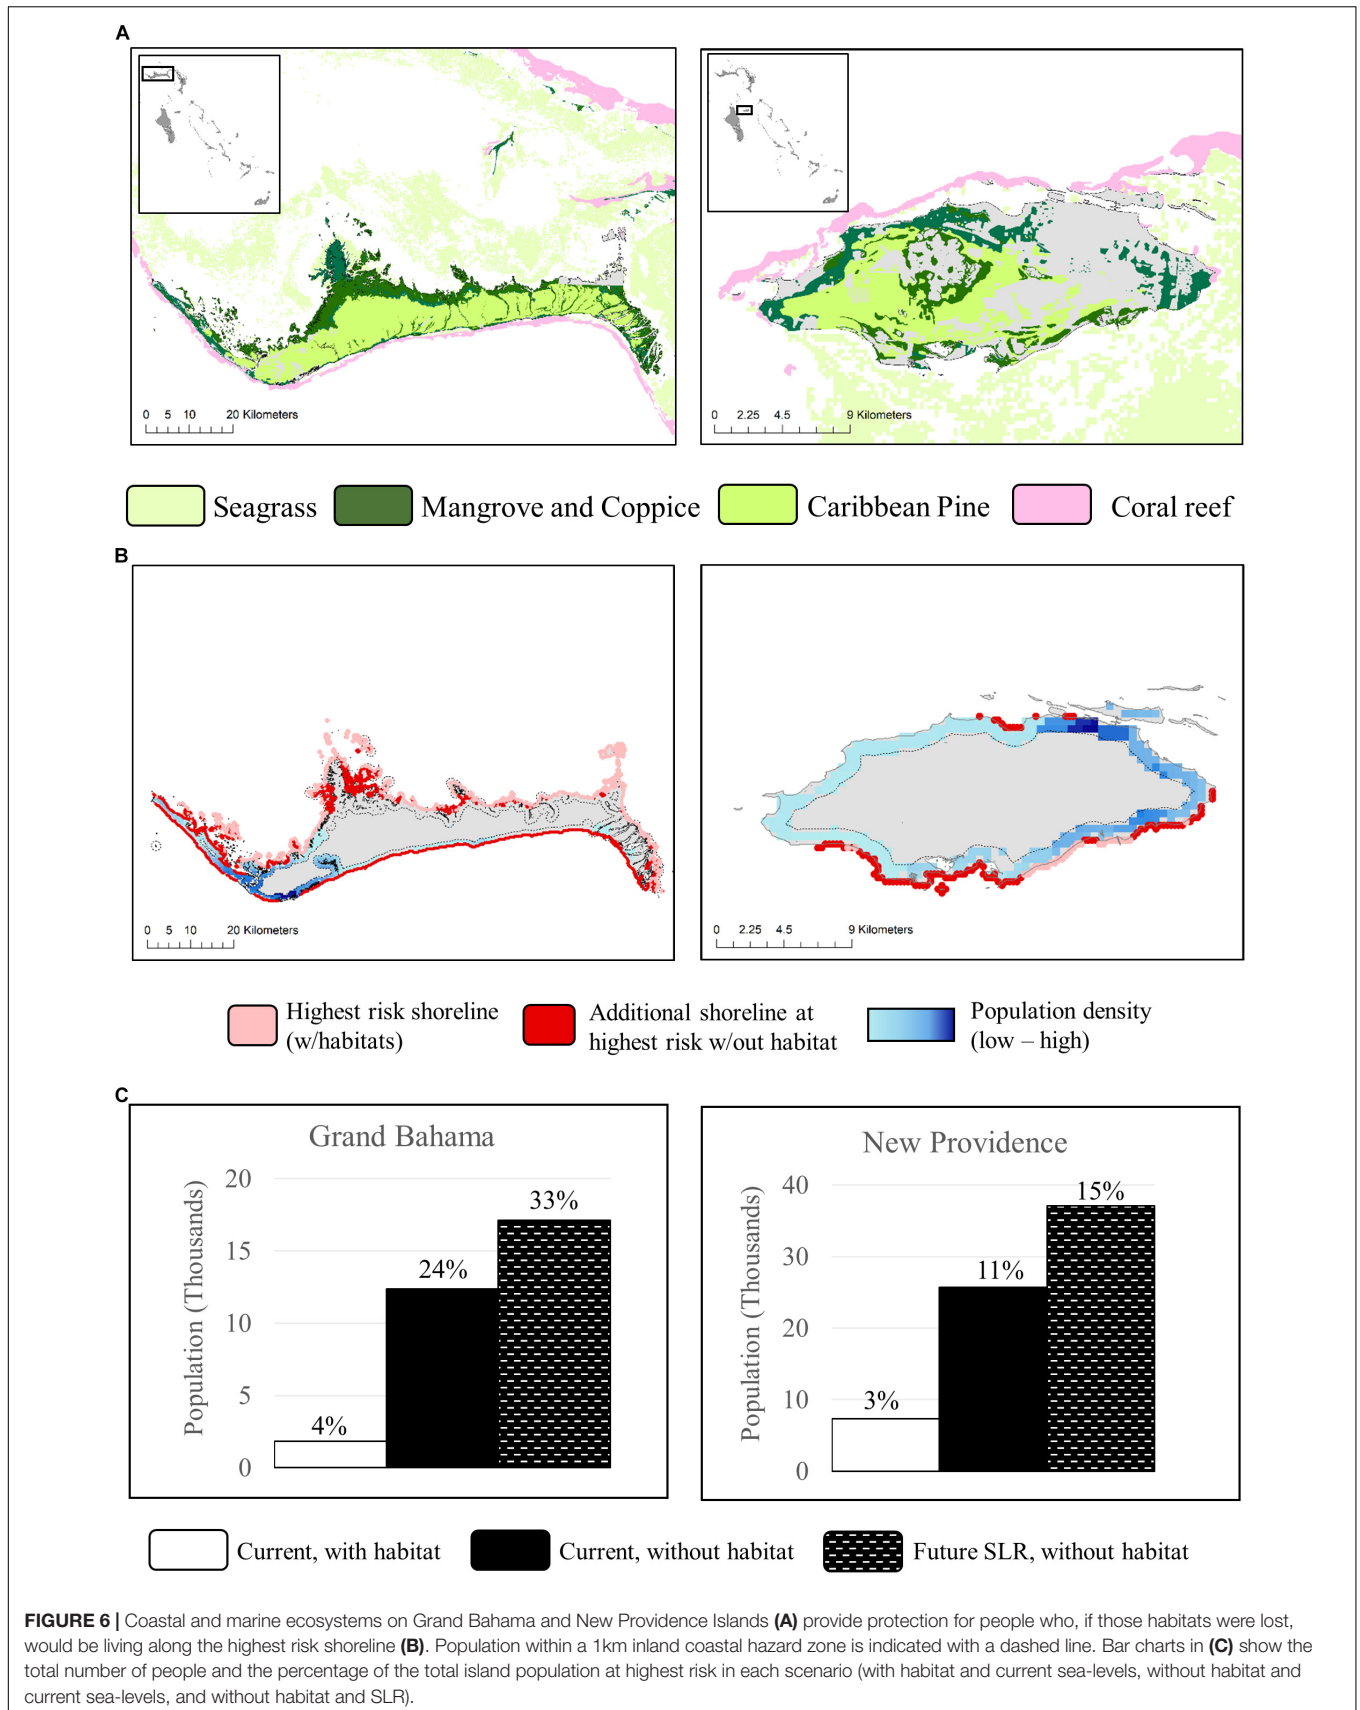 A
0 5 10 20 Kilometers
0 2.25 4.5 9 Kilometers
Seagrass Mangrove and Coppice Caribbean Pine Coral reef
B
0 5 10 20 Kilometers
0 2.25 4.5 9 Kilometers
Highest risk shoreline
(w/habitats)
Additional shoreline at
highest risk w/out habitat
Population density
(low – high)
C
Grand Bahama
Population (Thousands)
20
15
10
5
0
4%
24%
33%
New Providence
Population (Thousands)
40
30
20
10
0
3%
11%
15%
Current, with habitat Current, without habitat Future SLR, without habitat
FIGURE 6 | Coastal and marine ecosystems on Grand Bahama and New Providence Islands (A) provide protection for people who, if those habitats were lost,
would be living along the highest risk shoreline (B). Population within a 1km inland coastal hazard zone is indicated with a dashed line. Bar charts in (C) show the
total number of people and the percentage of the total island population at highest risk in each scenario (with habitat and current sea-levels, without habitat and
current sea-levels, and without habitat and SLR).